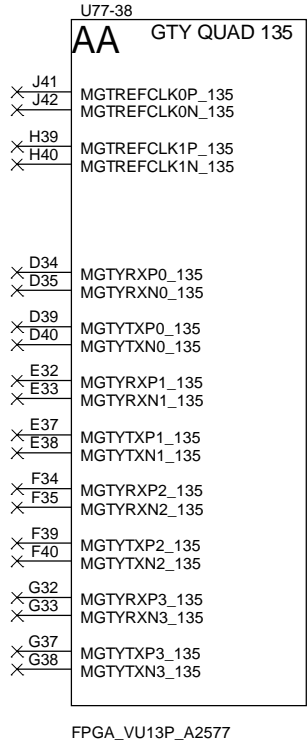 U77-38
AA GTY QUAD 135
J41 MGTREFCLK0P_135
J42 MGTREFCLK0N_135
H39 MGTREFCLK1P_135
H40 MGTREFCLK1N_135
D34 MGTYRXP0_135
D35 MGTYRXN0_135
D39 MGTYTXP0_135
D40 MGTYTXN0_135
E32 MGTYRXP1_135
E33 MGTYRXN1_135
E37 MGTYTXP1_135
E38 MGTYTXN1_135
F34 MGTYRXP2_135
F35 MGTYRXN2_135
F39 MGTYTXP2_135
F40 MGTYTXN2_135
G32 MGTYRXP3_135
G33 MGTYRXN3_135
G37 MGTYTXP3_135
G38 MGTYTXN3_135
FPGA_VU13P_A2577